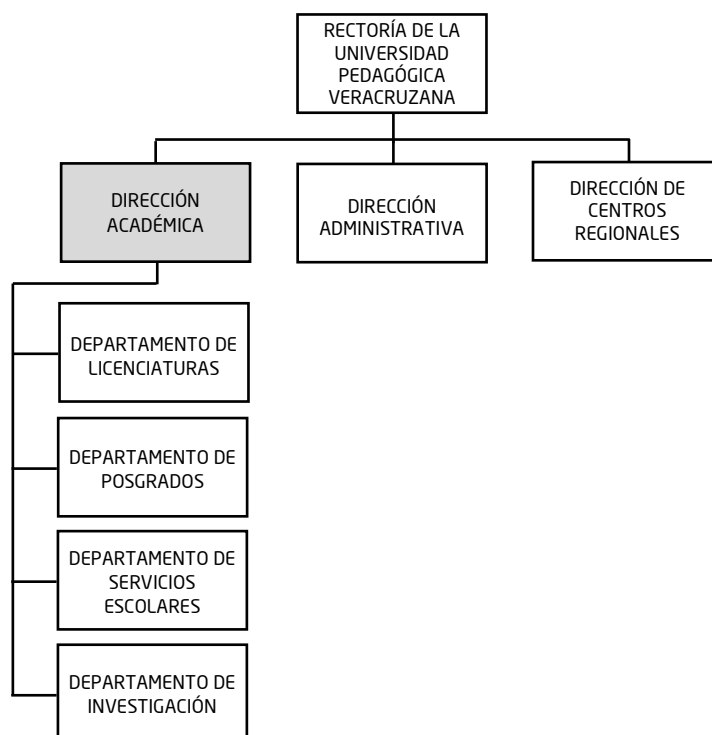 RECTORÍA DE LA
UNIVERSIDAD
PEDAGÓGICA
VERACRUZANA
DIRECCIÓN
ACADÉMICA
DIRECCIÓN
ADMINISTRATIVA
DIRECCIÓN DE
CENTROS
REGIONALES
DEPARTAMENTO DE
LICENCIATURAS
DEPARTAMENTO DE
POSGRADOS
DEPARTAMENTO DE
SERVICIOS
ESCOLARES
DEPARTAMENTO DE
INVESTIGACIÓN